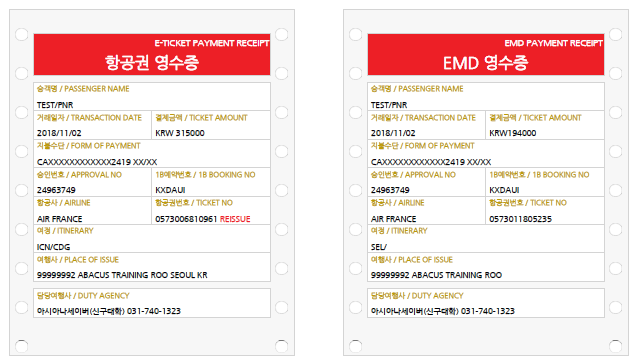 E-TICKET PAYMENT RECEIPT
항공권 영수증
승객명 / PASSENGER NAME
TEST/PNR
거래일자 / TRANSACTION DATE
결제금액 / TICKET AMOUNT
2018/11/02
KRW 315000
지불수단 / FORM OF PAYMENT
CAXXXXXXXXXXXX2419 XX/XX
승인번호 / APPROVAL NO
1B예약번호 / 1B BOOKING NO
24963749
KXDAUI
항공사 / AIRLINE
항공권번호 / TICKET NO
AIR FRANCE
0573006810961 REISSUE
여정 / ITINERARY
ICN/CDG
여행사 / PLACE OF ISSUE
99999992 ABACUS TRAINING ROO SEOUL KR
담당여행사 / DUTY AGENCY
아시아나세이버(신구대학) 031-740-1323
EMD PAYMENT RECEIPT
EMD 영수증
승객명 / PASSENGER NAME
TEST/PNR
거래일자 / TRANSACTION DATE
결제금액 / TICKET AMOUNT
2018/11/02
KRW194000
지불수단 / FORM OF PAYMENT
CAXXXXXXXXXXXX2419 XX/XX
승인번호 / APPROVAL NO
1B예약번호 / 1B BOOKING NO
24963749
KXDAUI
항공사 / AIRLINE
항공권번호 / TICKET NO
AIR FRANCE
0573011805235
여정 / ITINERARY
SEL/
여행사 / PLACE OF ISSUE
99999992 ABACUS TRAINING ROO
담당여행사 / DUTY AGENCY
아시아나세이버(신구대학) 031-740-1323